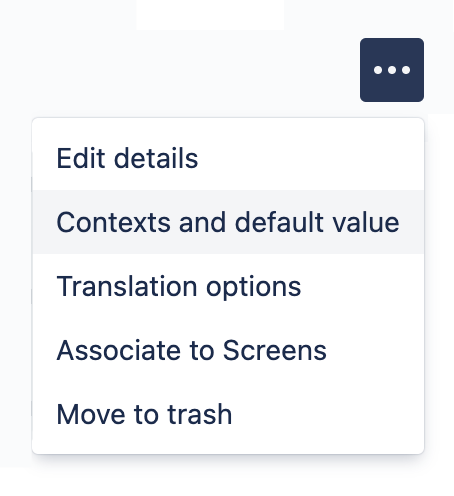 Edit details
Contexts and default value
Translation options
Associate to Screens
Move to trash